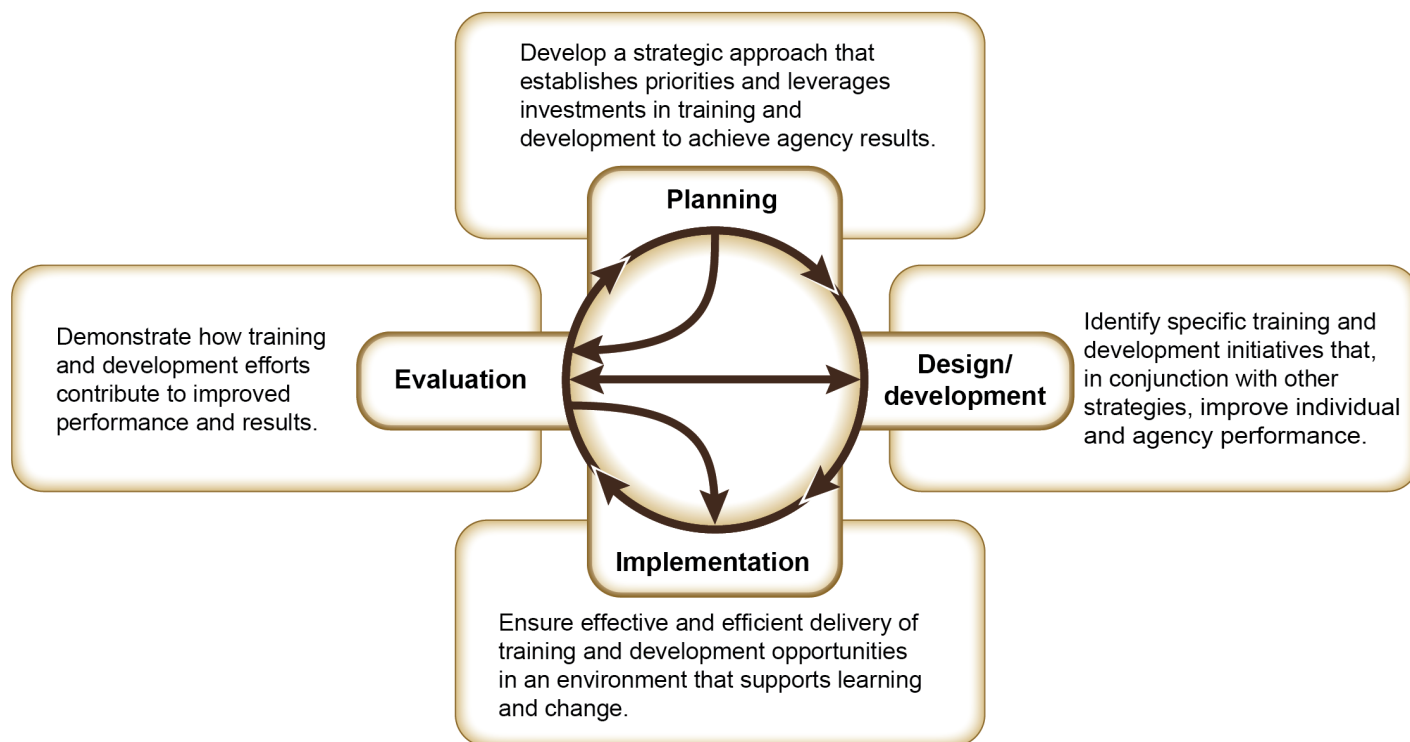 Develop a strategic approach that
establishes priorities and leverages
investments in training and
development to achieve agency results.
Planning
Demonstrate how training
and development efforts
contribute to improved
performance and results.
Evaluation
Design/
development
Identify specific training and
development initiatives that,
in conjunction with other
strategies, improve individual
and agency performance.
Implementation
Ensure effective and efficient delivery of
training and development opportunities
in an environment that supports learning
and change.